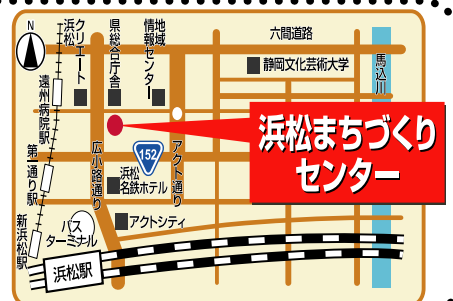 N
クリエート
浜松
県総合庁舎
地域
情報センター
六間道路
静岡文化芸術大学
馬込川
遠州病院駅
浜松まちづくり
センター
152
第一通り駅
広小路通り
浜松
名鉄ホテル
アクト通り
新浜松駅
バス
ターミナル
アクトシティ
浜松駅